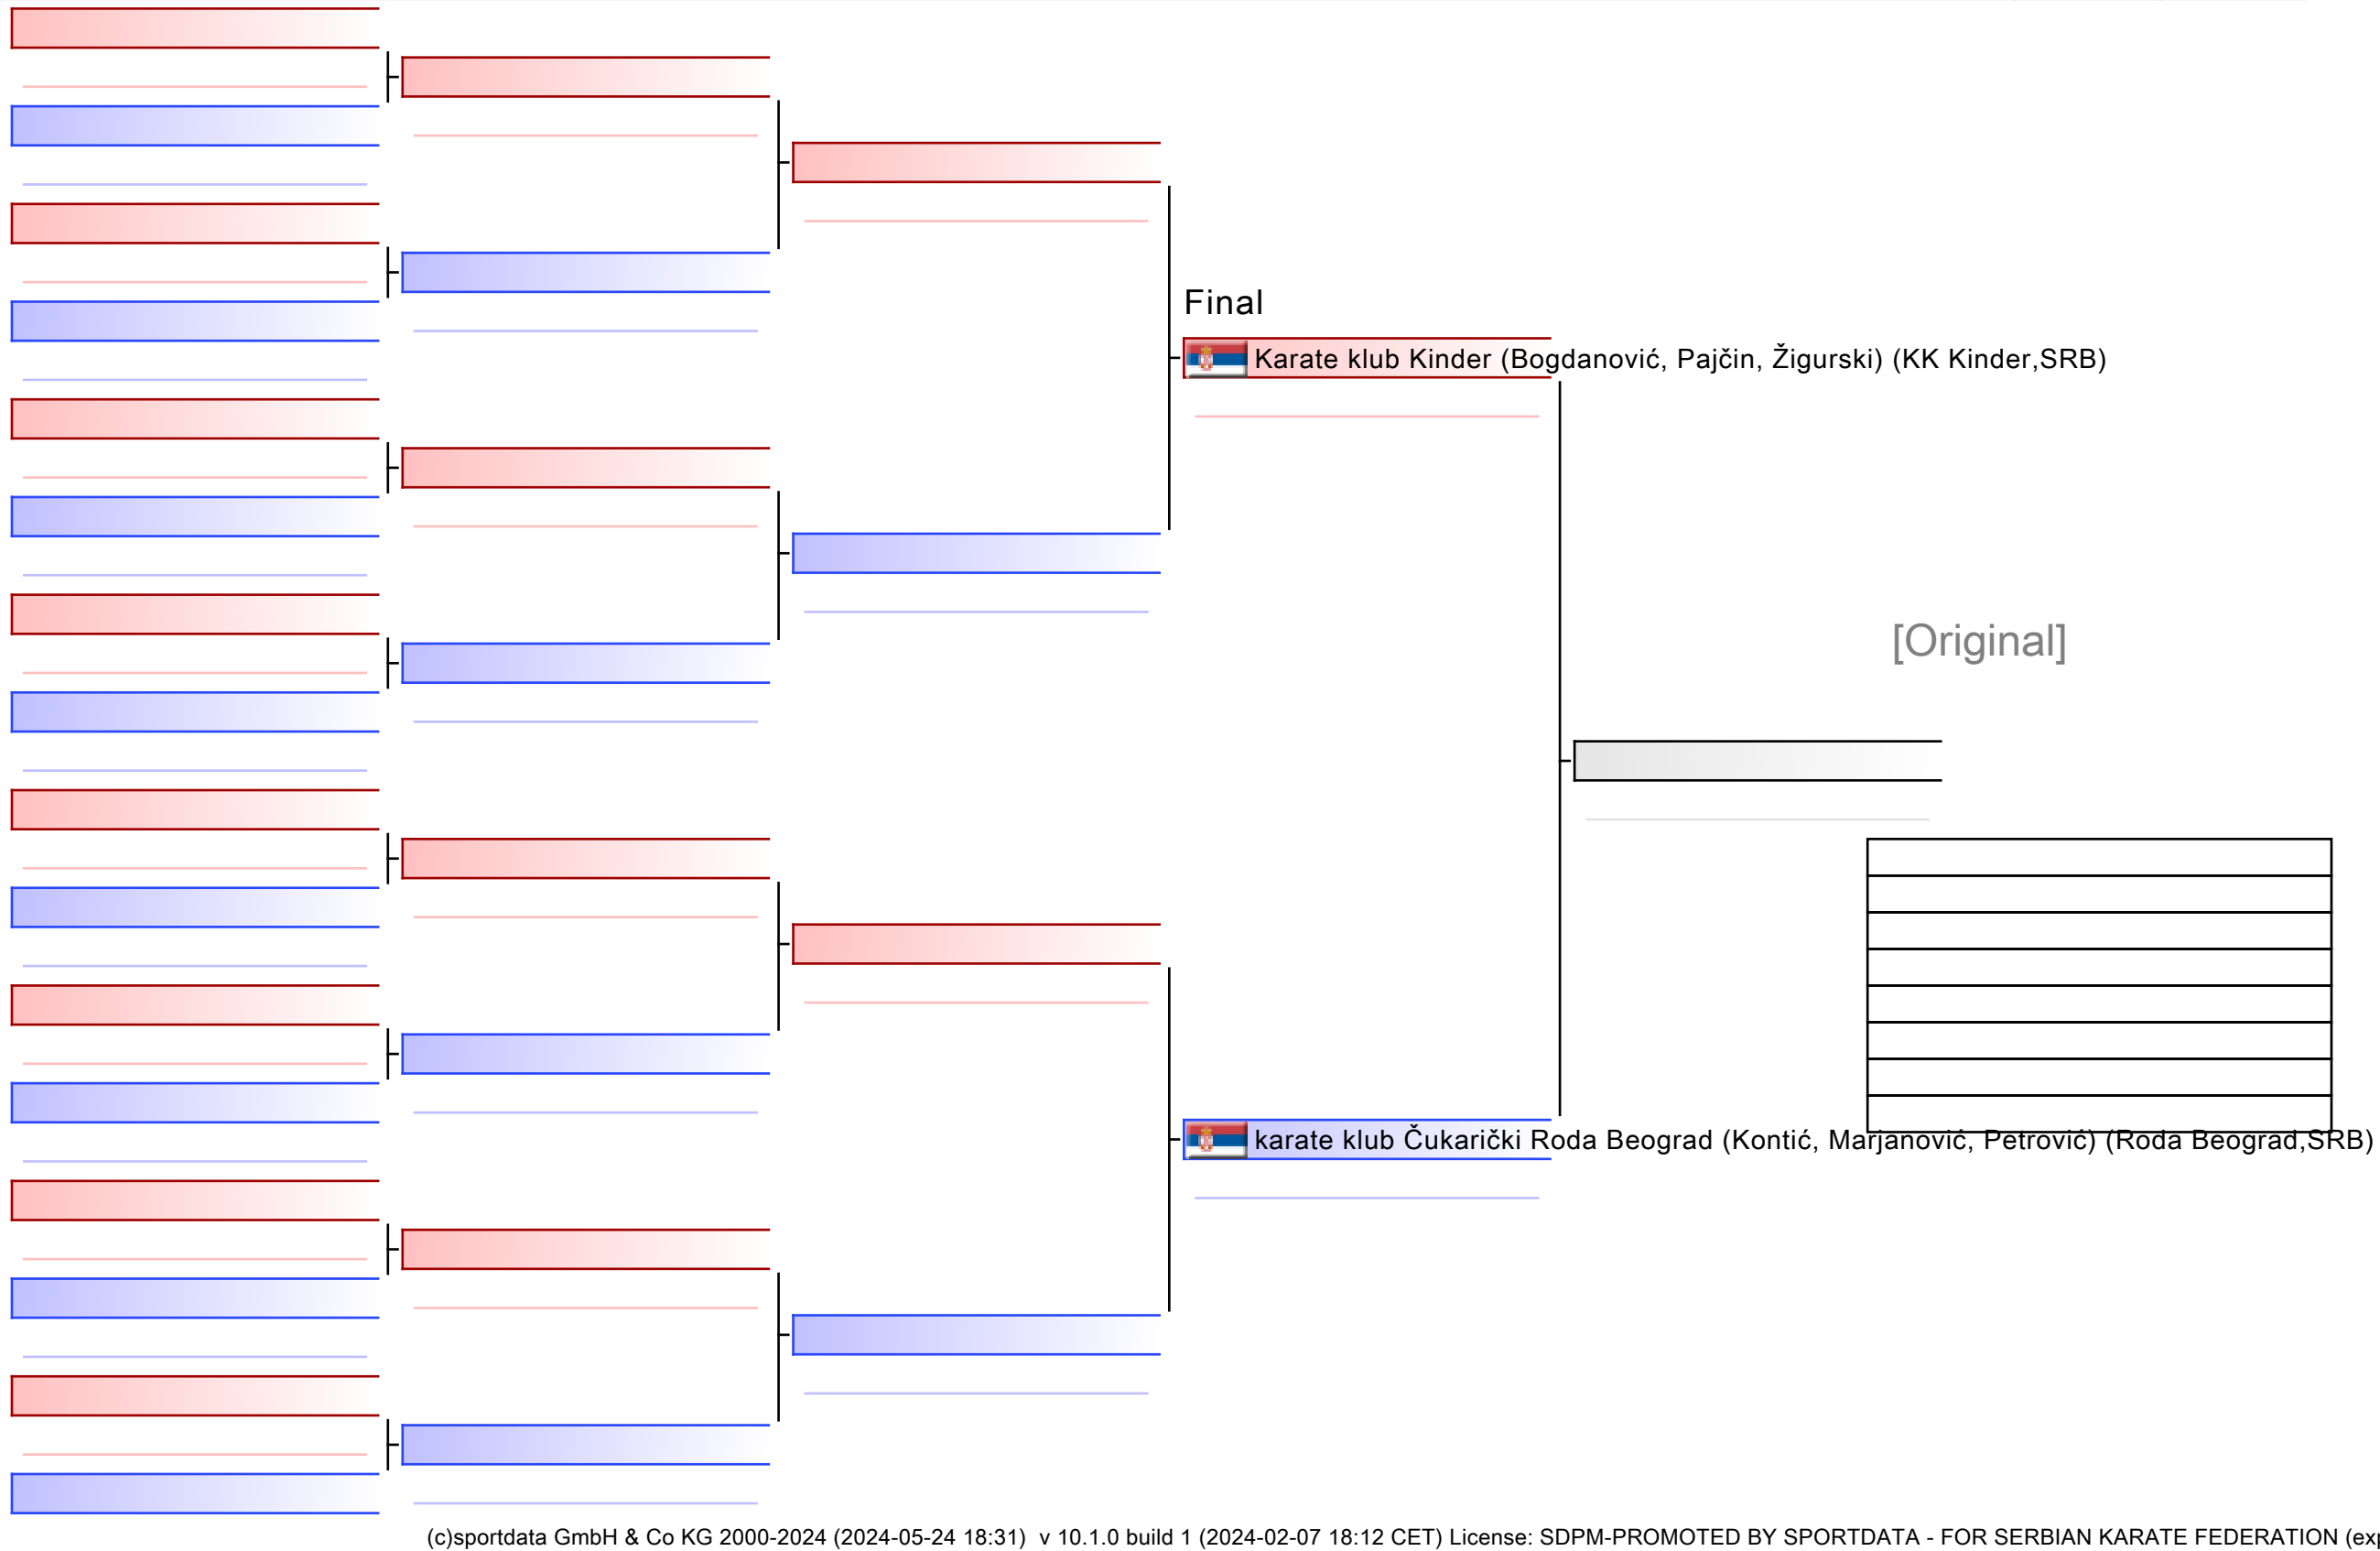 Final
Karate klub Kinder (Bogdanović, Pajčin, Žigurski) (KK Kinder,SRB)
[Original]
karate klub Čukarički Roda Beograd (Kontić, Marjanović, Petrović) (Roda Beograd,SRB)
(c)sportdata GmbH & Co KG 2000-2024 (2024-05-24 18:31) v 10.1.0 build 1 (2024-02-07 18:12 CET) License: SDPM-PROMOTED BY SPORTDATA - FOR SERBIAN KARATE FEDERATION